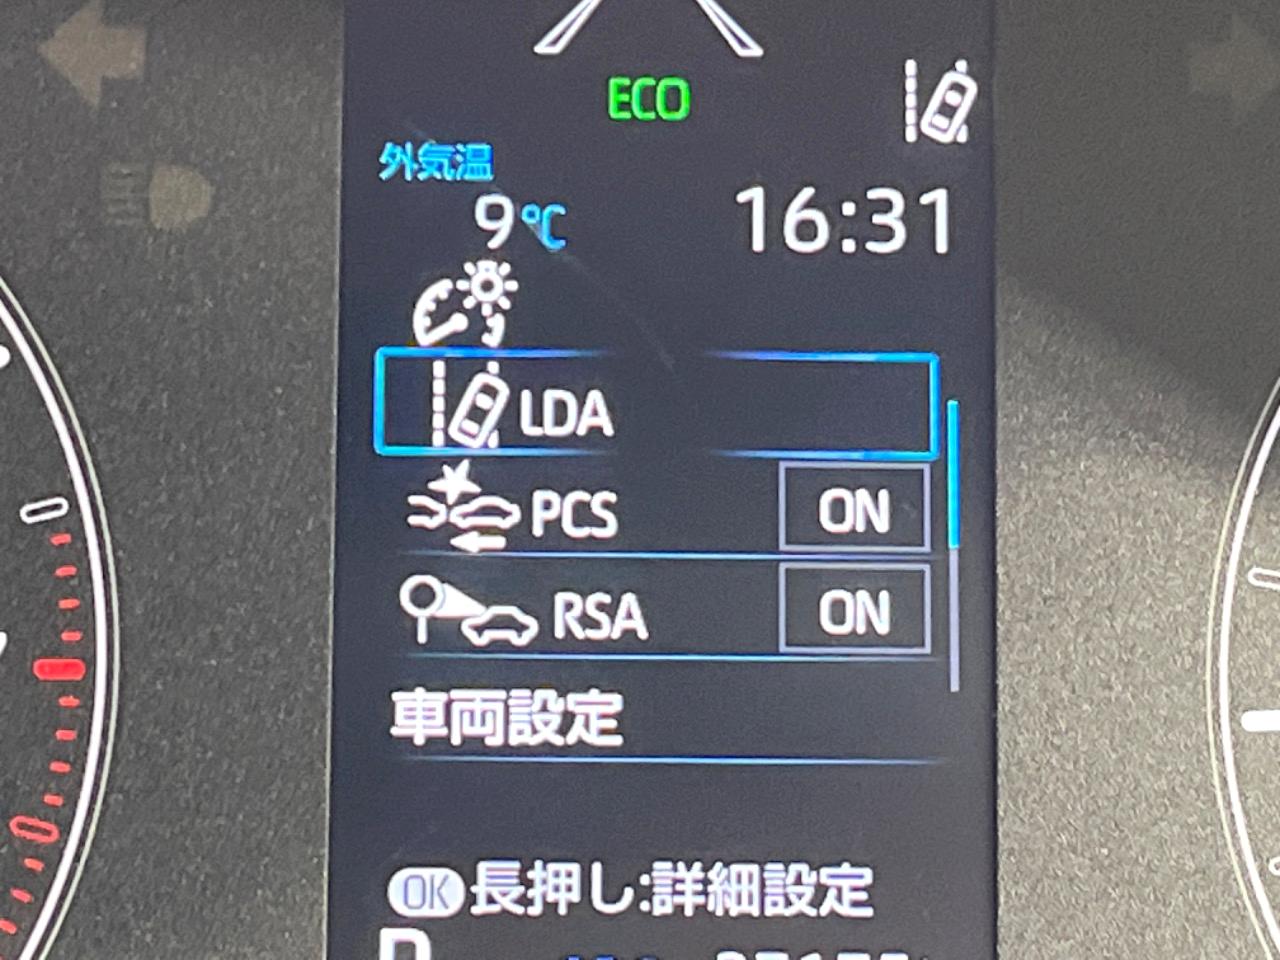 ECO
外気温
9℃ 16:31
LDA
PCS ON
RSA ON
車両設定
OK 長押し:詳細設定